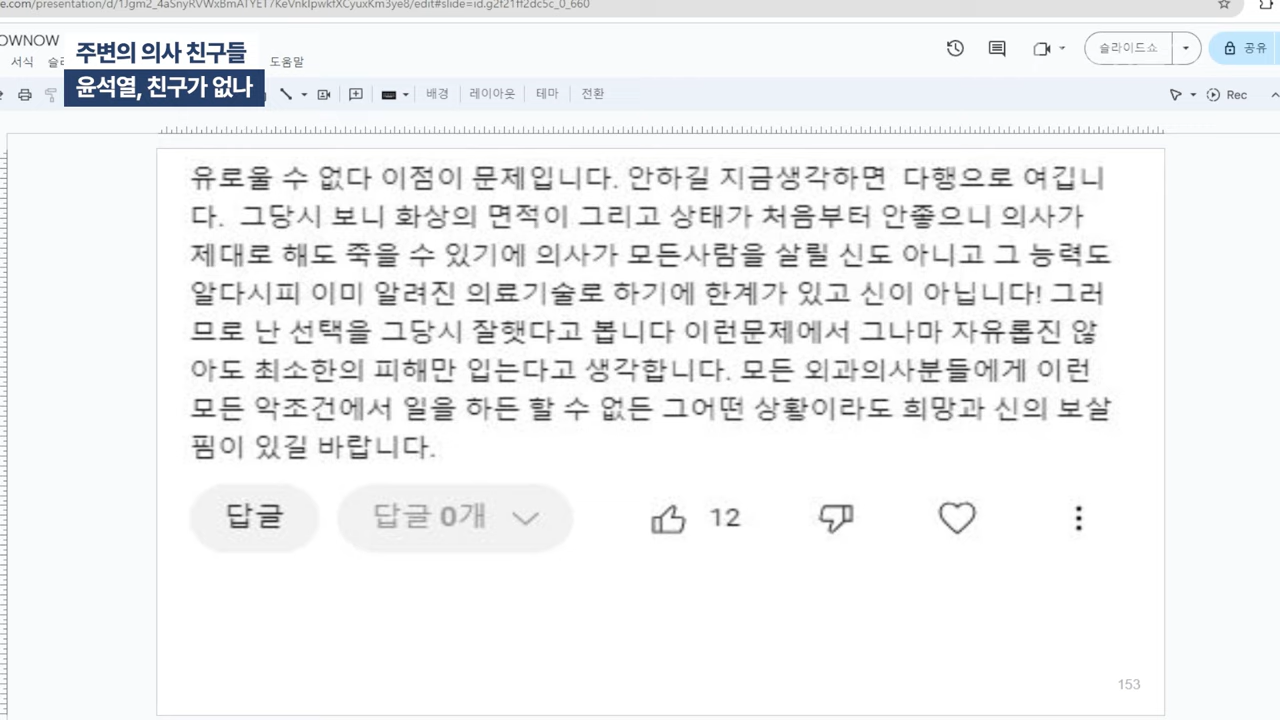 e.com/presentation/d/1Jgm2_4aSnyRVWxBmATYET7KeVnkIpwkfXCyuxKm3ye8/edit#slide=id.g2f21ff2dc5c_0_660
OWNOW
주변의 의사 친구들
윤석열, 친구가 없나
서식
도움말
슬라이드쇼
공유
배경
레이아웃
테마
전환
Rec
유로울 수 없다 이점이 문제입니다. 안하길 지금생각하면 다행으로 여깁니
다. 그당시 보니 화상의 면적이 그리고 상태가 처음부터 안좋으니 의사가
제대로 해도 죽을 수 있기에 의사가 모든사람을 살릴 신도 아니고 그 능력도
알다시피 이미 알려진 의료기술로 하기에 한계가 있고 신이 아닙니다! 그러
므로 난 선택을 그당시 잘햇다고 봅니다 이런문제에서 그나마 자유롭진 않
아도 최소한의 피해만 입는다고 생각합니다. 모든 외과의사분들에게 이런
모든 악조건에서 일을 하든 할 수 없든 그어떤 상황이라도 희망과 신의 보살
핌이 있길 바랍니다.
답글
답글 0개
12
153